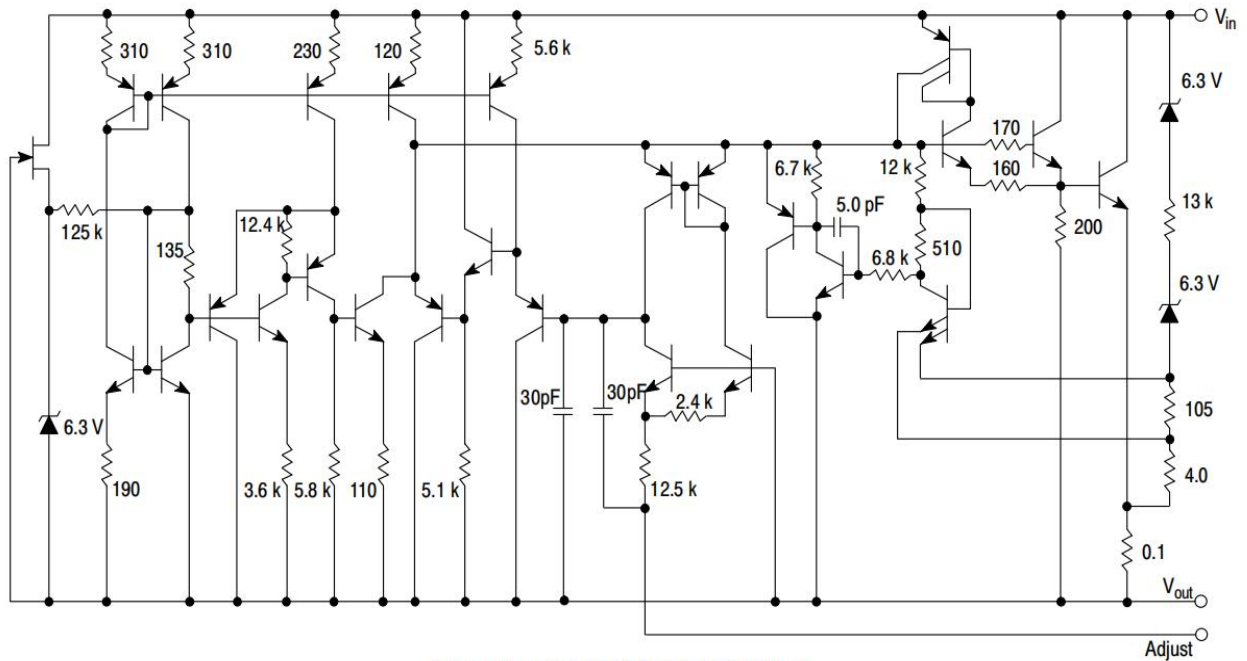 310
310
230
120
5.6 k
V_in
6.3 V
170
6.7 k
12 k
160
5.0 pF
13 k
125 k
12.4 k
200
135
510
6.8 k
6.3 V
30pF
30pF
2.4 k
105
6.3 V
190
3.6 k
5.8 k
110
5.1 k
12.5 k
4.0
0.1
V_out
Adjust